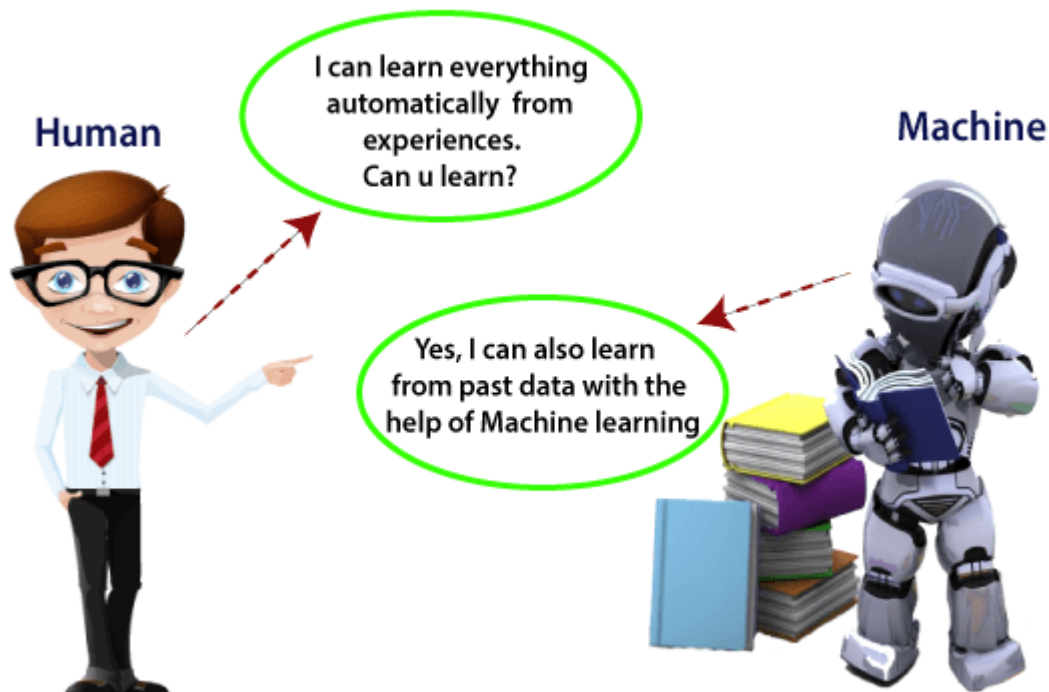 Human
I can learn everything
automatically from
experiences.
Can u learn?
Machine
Yes, I can also learn
from past data with the
help of Machine learning